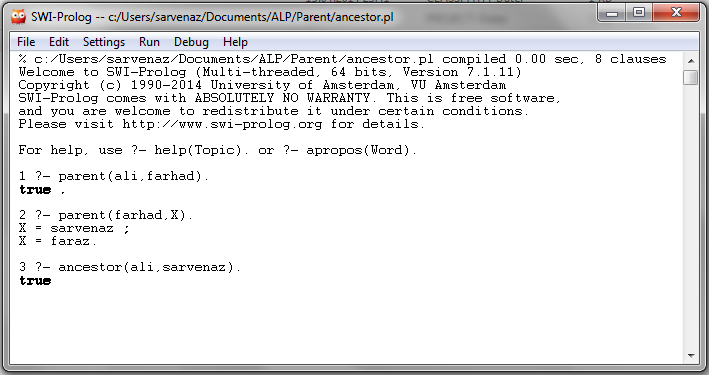 SWI-Prolog -- c:/Users/sarvenaz/Documents/ALP/Parent/ancestor.pl
File Edit Settings Run Debug Help
% c:/Users/sarvenaz/Documents/ALP/Parent/ancestor.pl compiled 0.00 sec, 8 clauses
Welcome to SWI-Prolog (Multi-threaded, 64 bits, Version 7.1.11)
Copyright (c) 1990-2014 University of Amsterdam, VU Amsterdam
SWI-Prolog comes with ABSOLUTELY NO WARRANTY. This is free software,
and you are welcome to redistribute it under certain conditions.
Please visit http://www.swi-prolog.org for details.
For help, use ?- help(Topic). or ?- apropos(Word).
1 ?- parent(ali,farhad).
true .
2 ?- parent(farhad,X).
X = sarvenaz ;
X = faraz.
3 ?- ancestor(ali,sarvenaz).
true